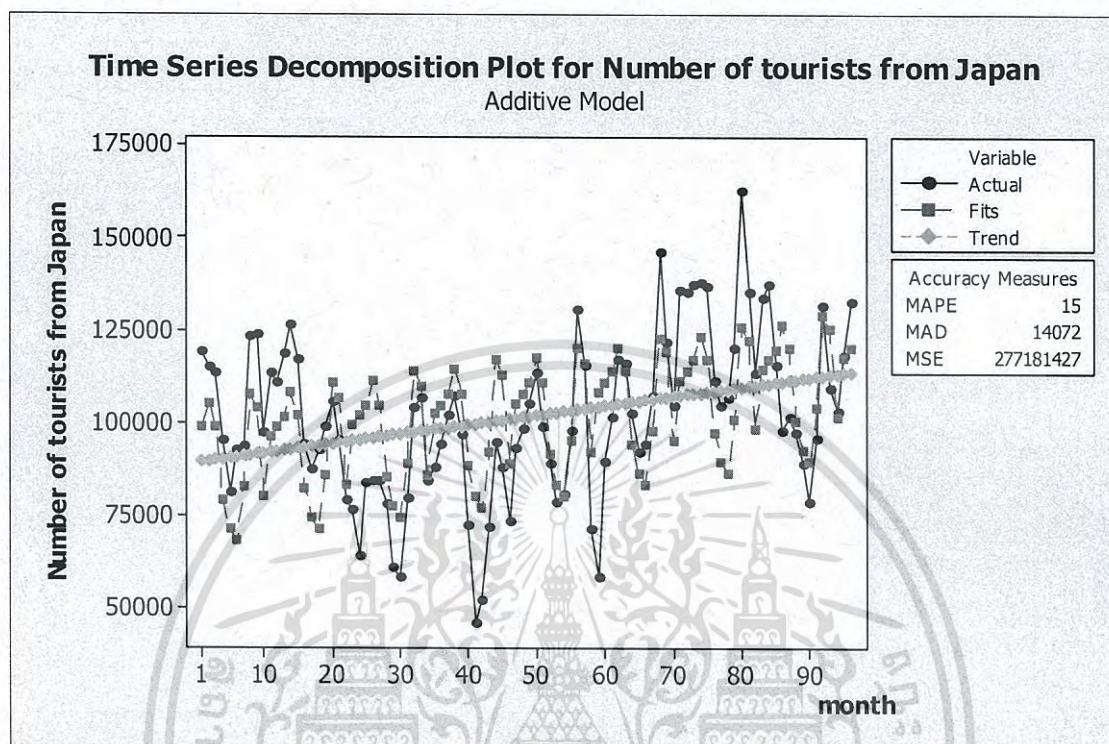 Time Series Decomposition Plot for Number of tourists from Japan
Additive Model
Number of tourists from Japan
175000
150000
125000
100000
75000
50000
1 10 20 30 40 50 60 70 80 90
month
Variable
Actual
Fits
Trend
Accuracy Measures
MAPE 15
MAD 14072
MSE 277181427